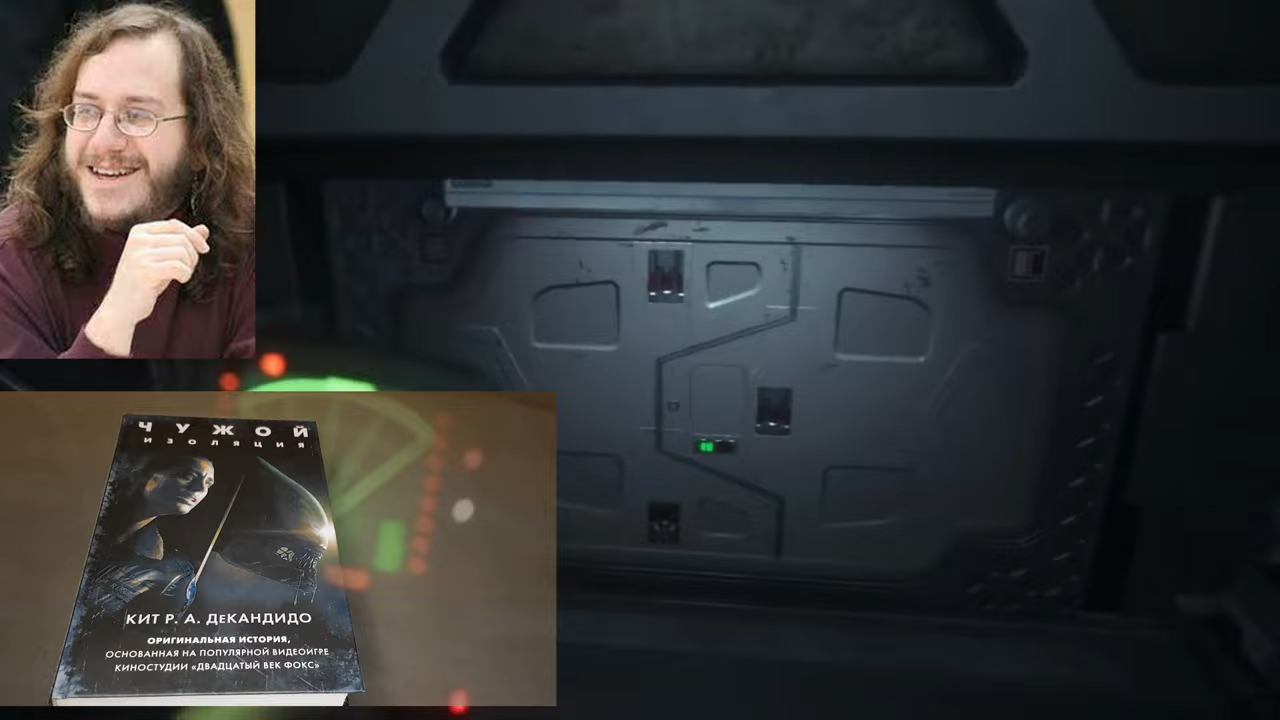 ЧУЖОЙ
ИЗОЛЯЦИЯ
КИТ Р. А. ДеКАНДИДО
ОРИГИНАЛЬНАЯ ИСТОРИЯ,
ОСНОВАННАЯ НА ПОПУЛЯРНОЙ ВИДЕОИГРЕ
КИНОСТУДИИ «ДВАДЦАТЫЙ ВЕК ФОКС»